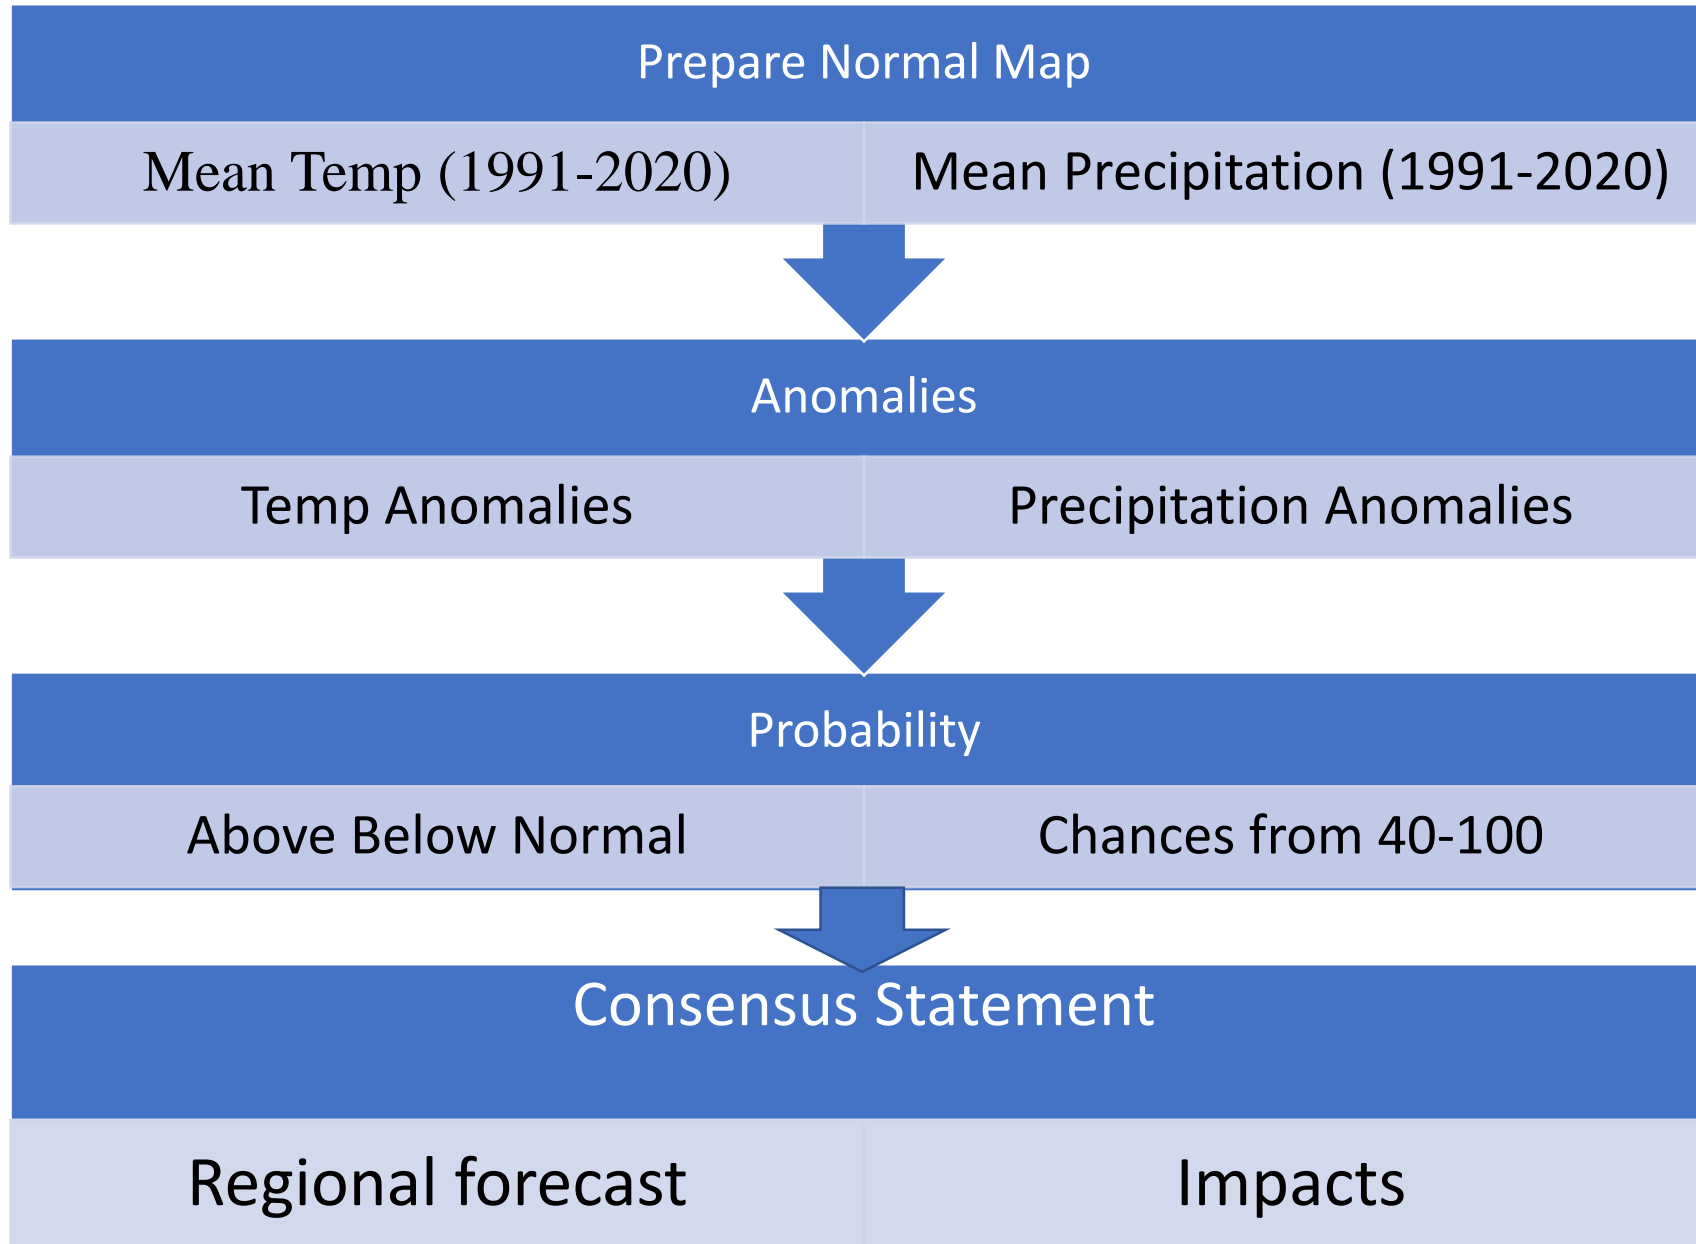 Prepare Normal Map
Mean Temp (1991-2020)
Mean Precipitation (1991-2020)
Anomalies
Temp Anomalies
Precipitation Anomalies
Probability
Above Below Normal
Chances from 40-100
Consensus Statement
Regional forecast
Impacts